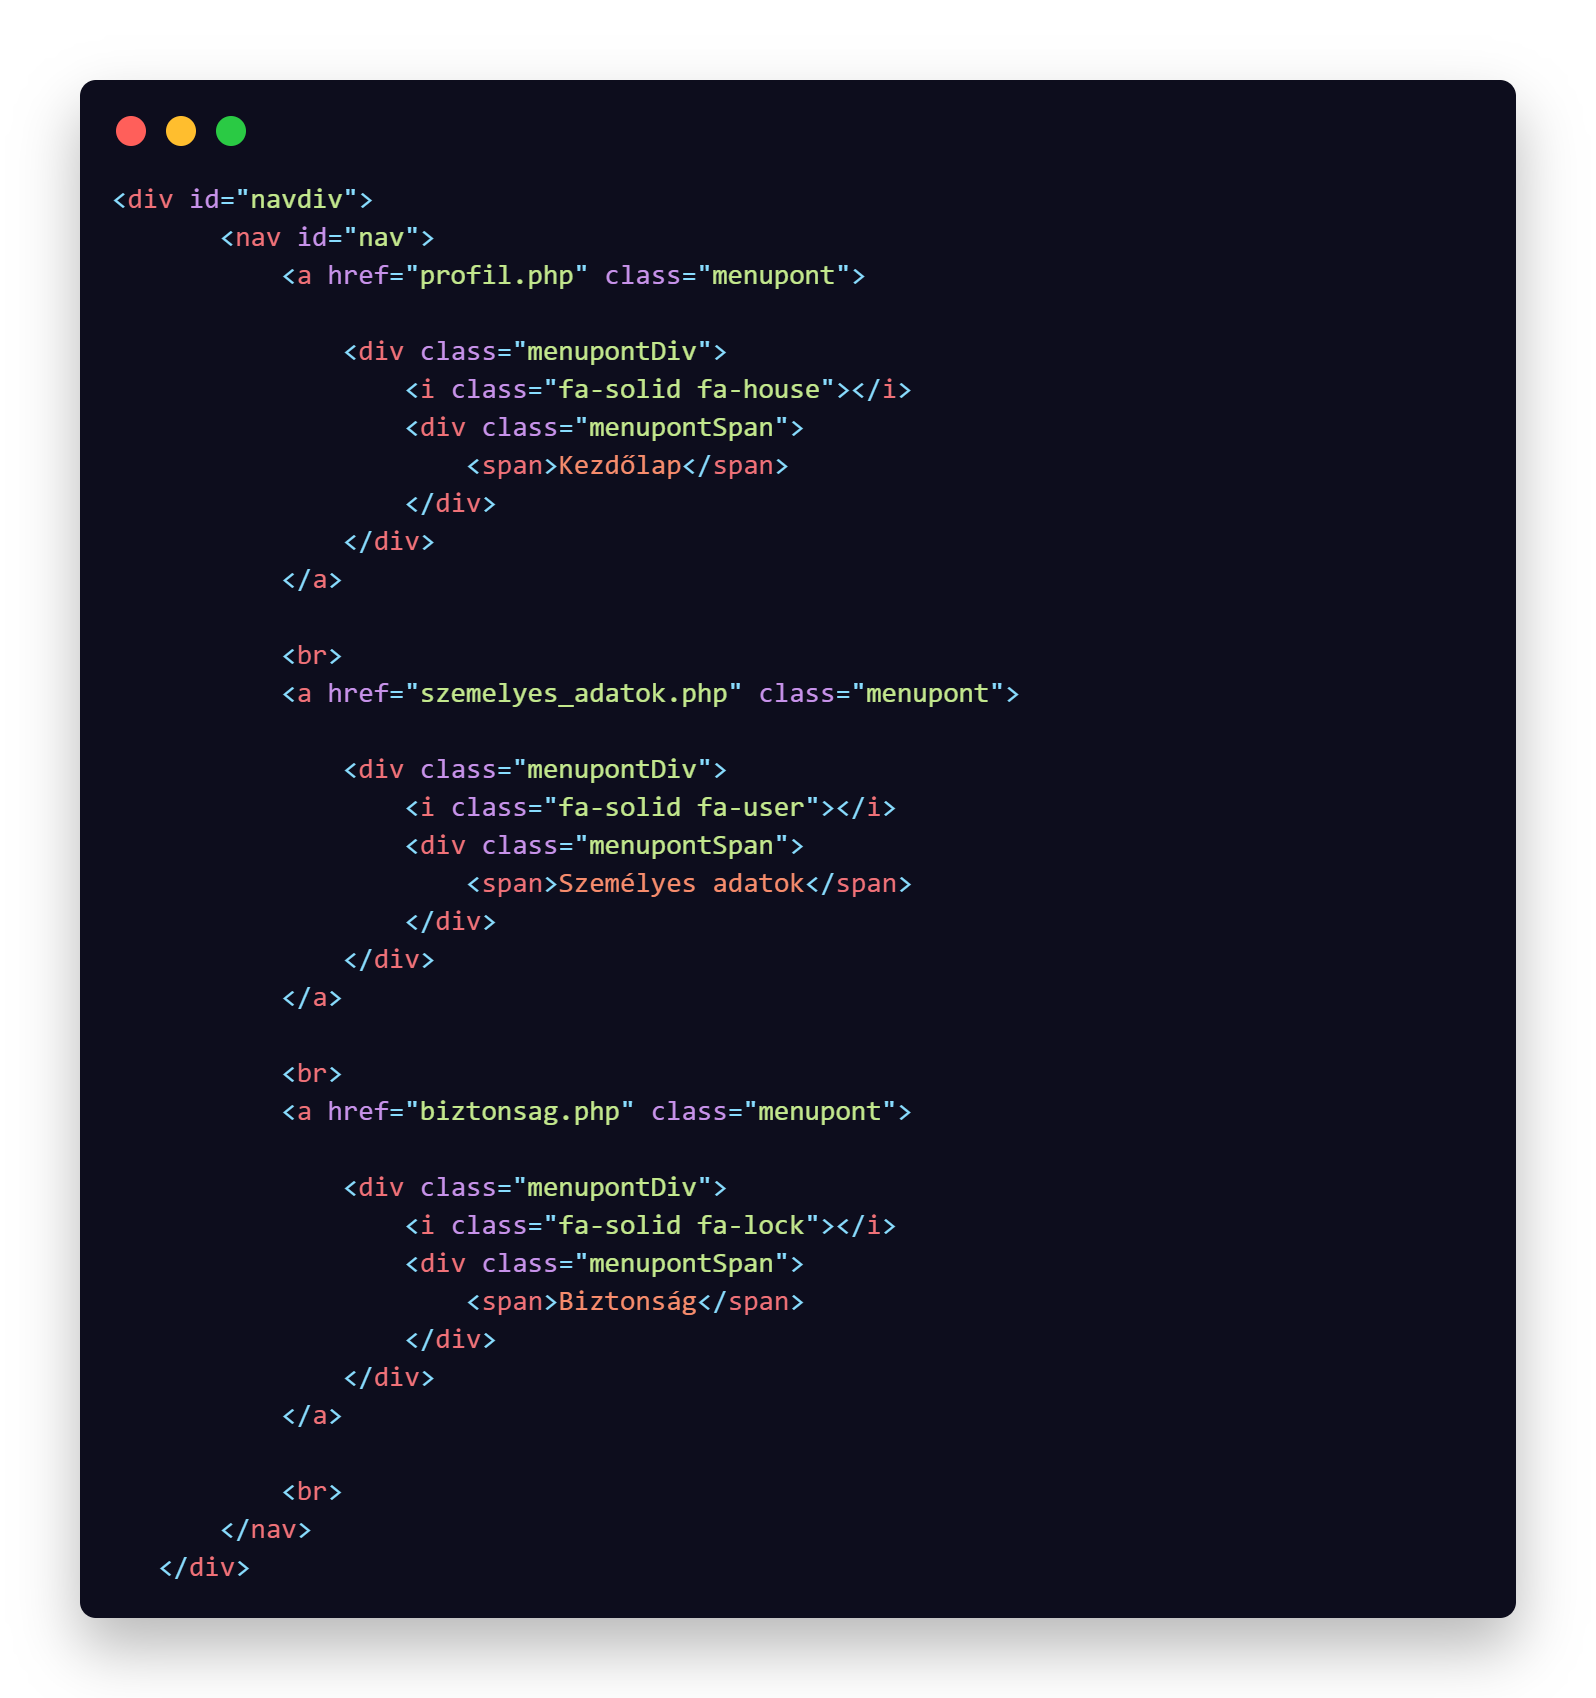 <div id="navdiv">
<nav id="nav">
<a href="profil.php" class="menupont">
<div class="menupontDiv">
<i class="fa-solid fa-house"></i>
<div class="menupontSpan">
<span>Kezdőlap</span>
</div>
</div>
</a>
<br>
<a href="szemelyes_adatok.php" class="menupont">
<div class="menupontDiv">
<i class="fa-solid fa-user"></i>
<div class="menupontSpan">
<span>Személyes adatok</span>
</div>
</div>
</a>
<br>
<a href="biztonsag.php" class="menupont">
<div class="menupontDiv">
<i class="fa-solid fa-lock"></i>
<div class="menupontSpan">
<span>Biztonság</span>
</div>
</div>
</a>
<br>
</nav>
</div>